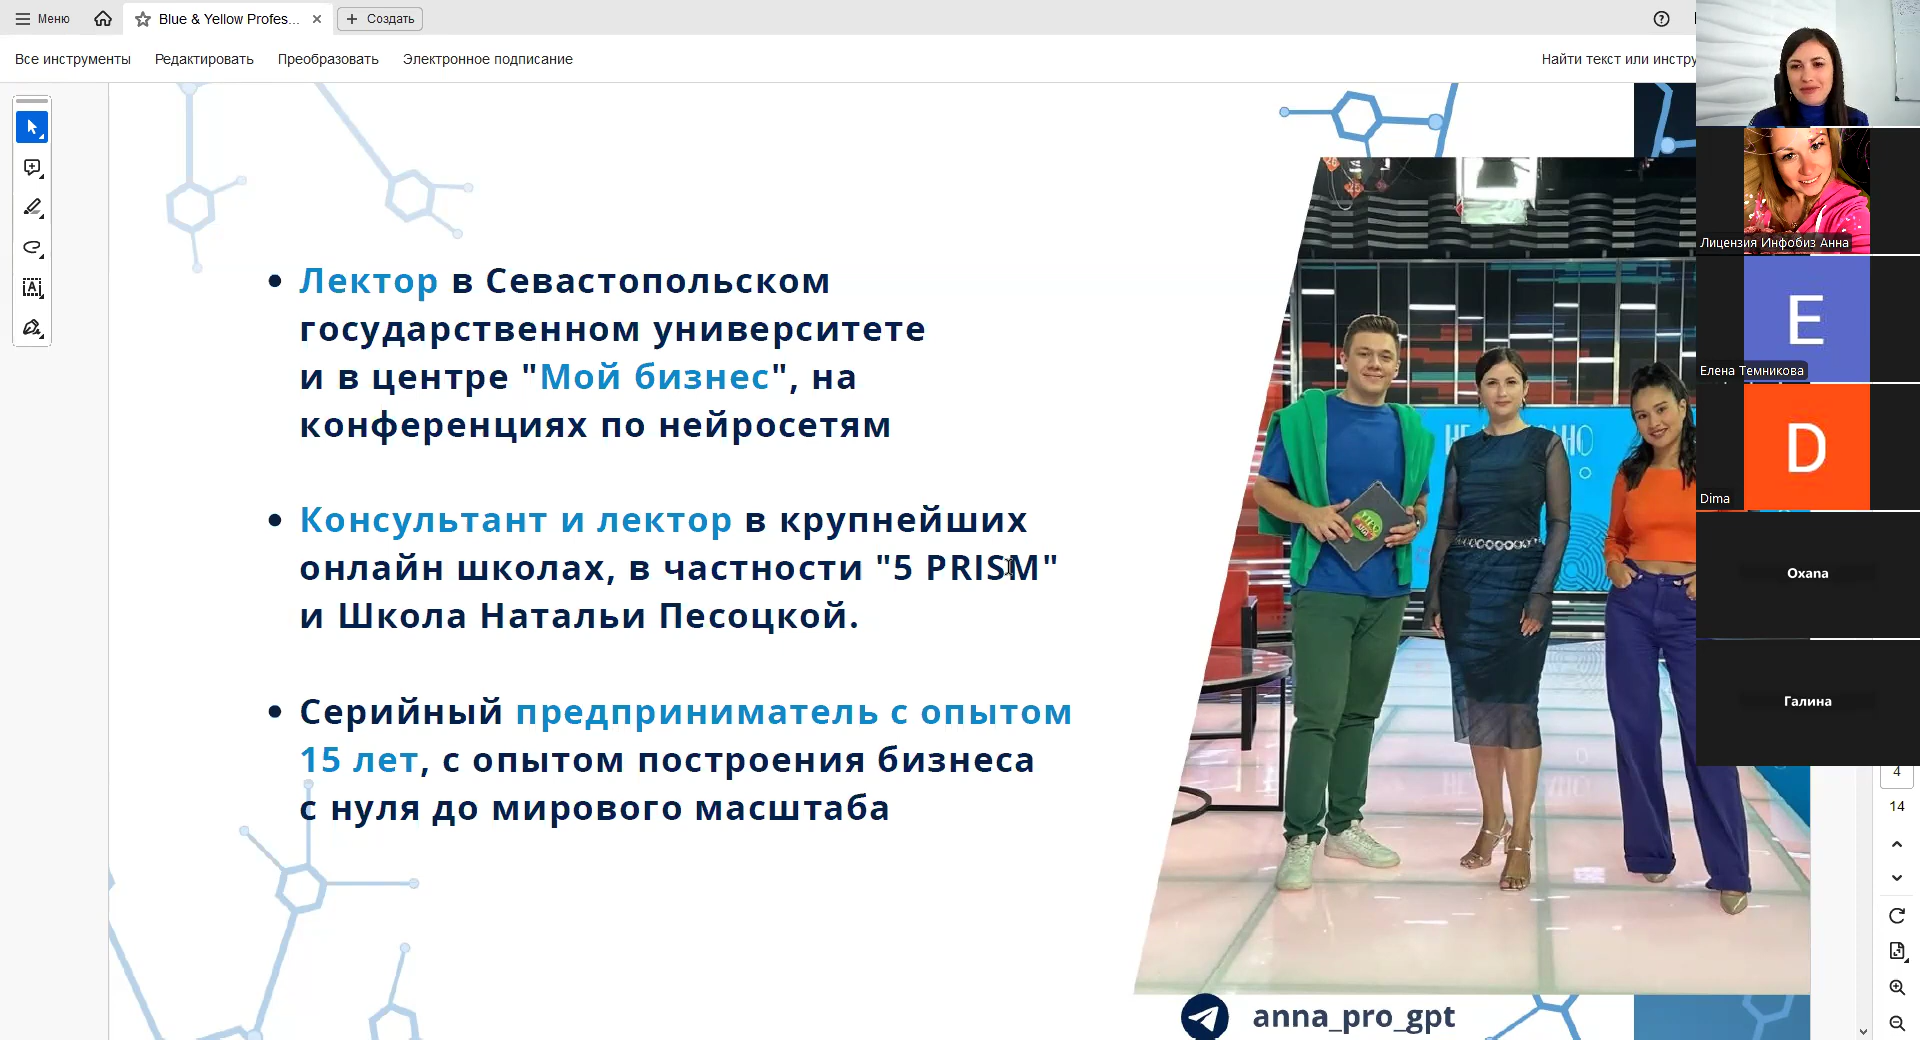 Меню
Blue & Yellow Profes...
Создать
Все инструменты
Редактировать
Преобразовать
Электронное подписание
Найти текст или инстру
Лектор в Севастопольском
государственном университете
и в центре "Мой бизнес", на
конференциях по нейросетям
Консультант и лектор в крупнейших
онлайн школах, в частности "5 PRISM"
и Школа Натальи Песоцкой.
Серийный предприниматель с опытом
15 лет, с опытом построения бизнеса
с нуля до мирового масштаба
anna_pro_gpt
Лицензия Инфобиз Анна
E
Елена Темникова
D
Dima
Oxana
Галина
4
14